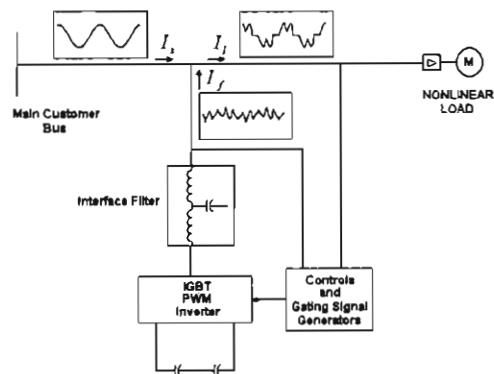 I_s
I_l
M
NONLINEAR
LOAD
I_f
Main Customer
Bus
Interface Filter
IGBT
PWM
Inverter
Controls
and
Gating Signal
Generators